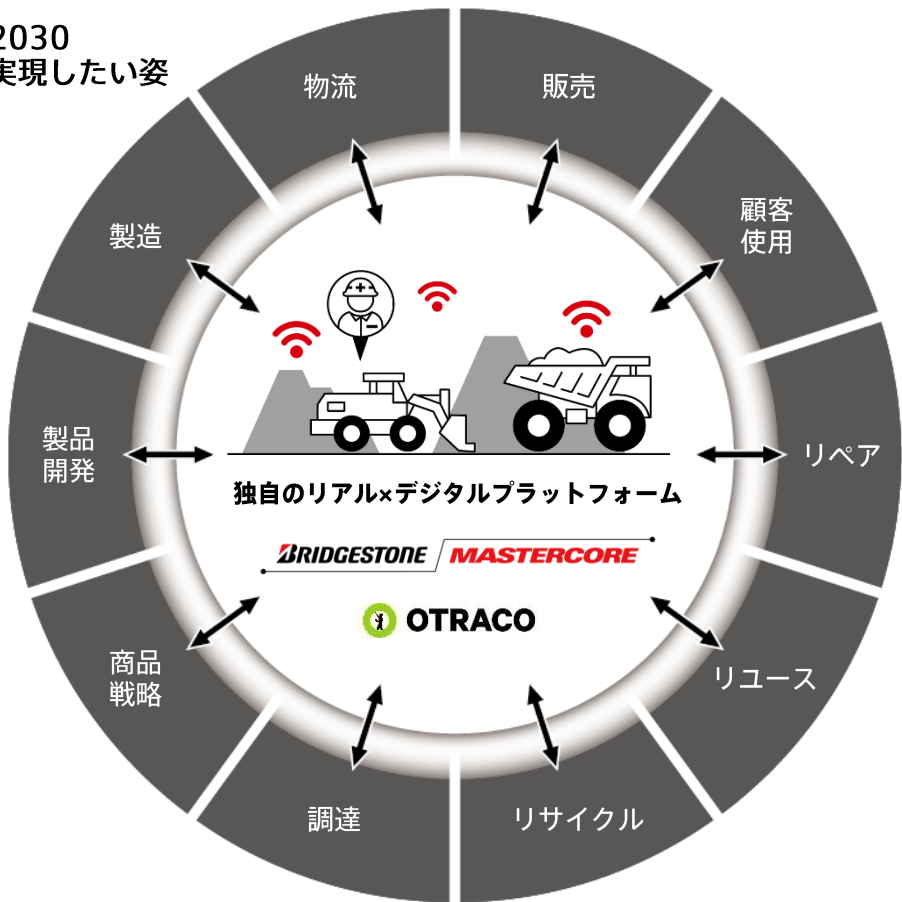 2030
実現したい姿
物流
販売
顧客
使用
リペア
リユース
リサイクル
調達
商品
戦略
製品
開発
製造
独自のリアル×デジタルプラットフォーム
BRIDGESTONE MASTERCORE
OTRACO